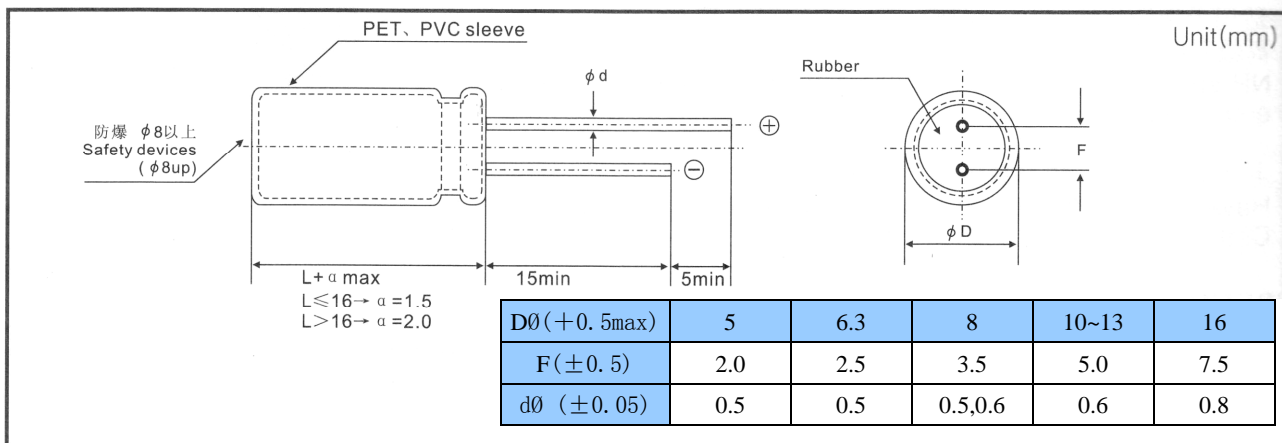 PET、PVC sleeve
Unit(mm)
Rubber
φd
防爆 φ8以上
Safety devices
(φ8up)
⊕
⊖
F
φD
L+α max
15min
5min
L≤16→ α=1.5
L>16→ α=2.0
DØ(+0.5max) 5 6.3 8 10~13 16
F(±0.5) 2.0 2.5 3.5 5.0 7.5
dØ (±0.05) 0.5 0.5 0.5,0.6 0.6 0.8